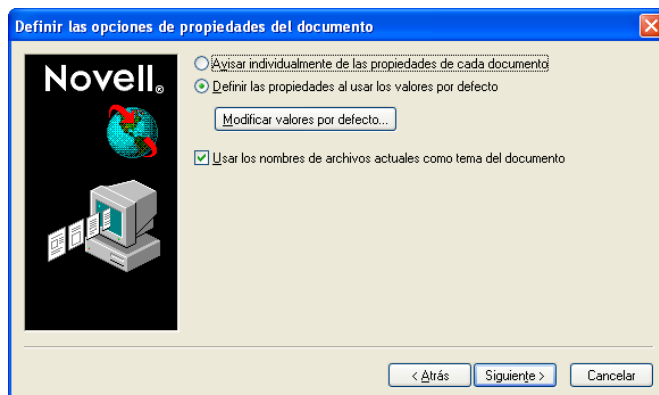 Definir las opciones de propiedades del documento
Novell®
Avisar individualmente de las propiedades de cada documento
Definir las propiedades al usar los valores por defecto
Modificar valores por defecto...
Usar los nombres de archivos actuales como tema del documento
< Atrás
Siguiente >
Cancelar